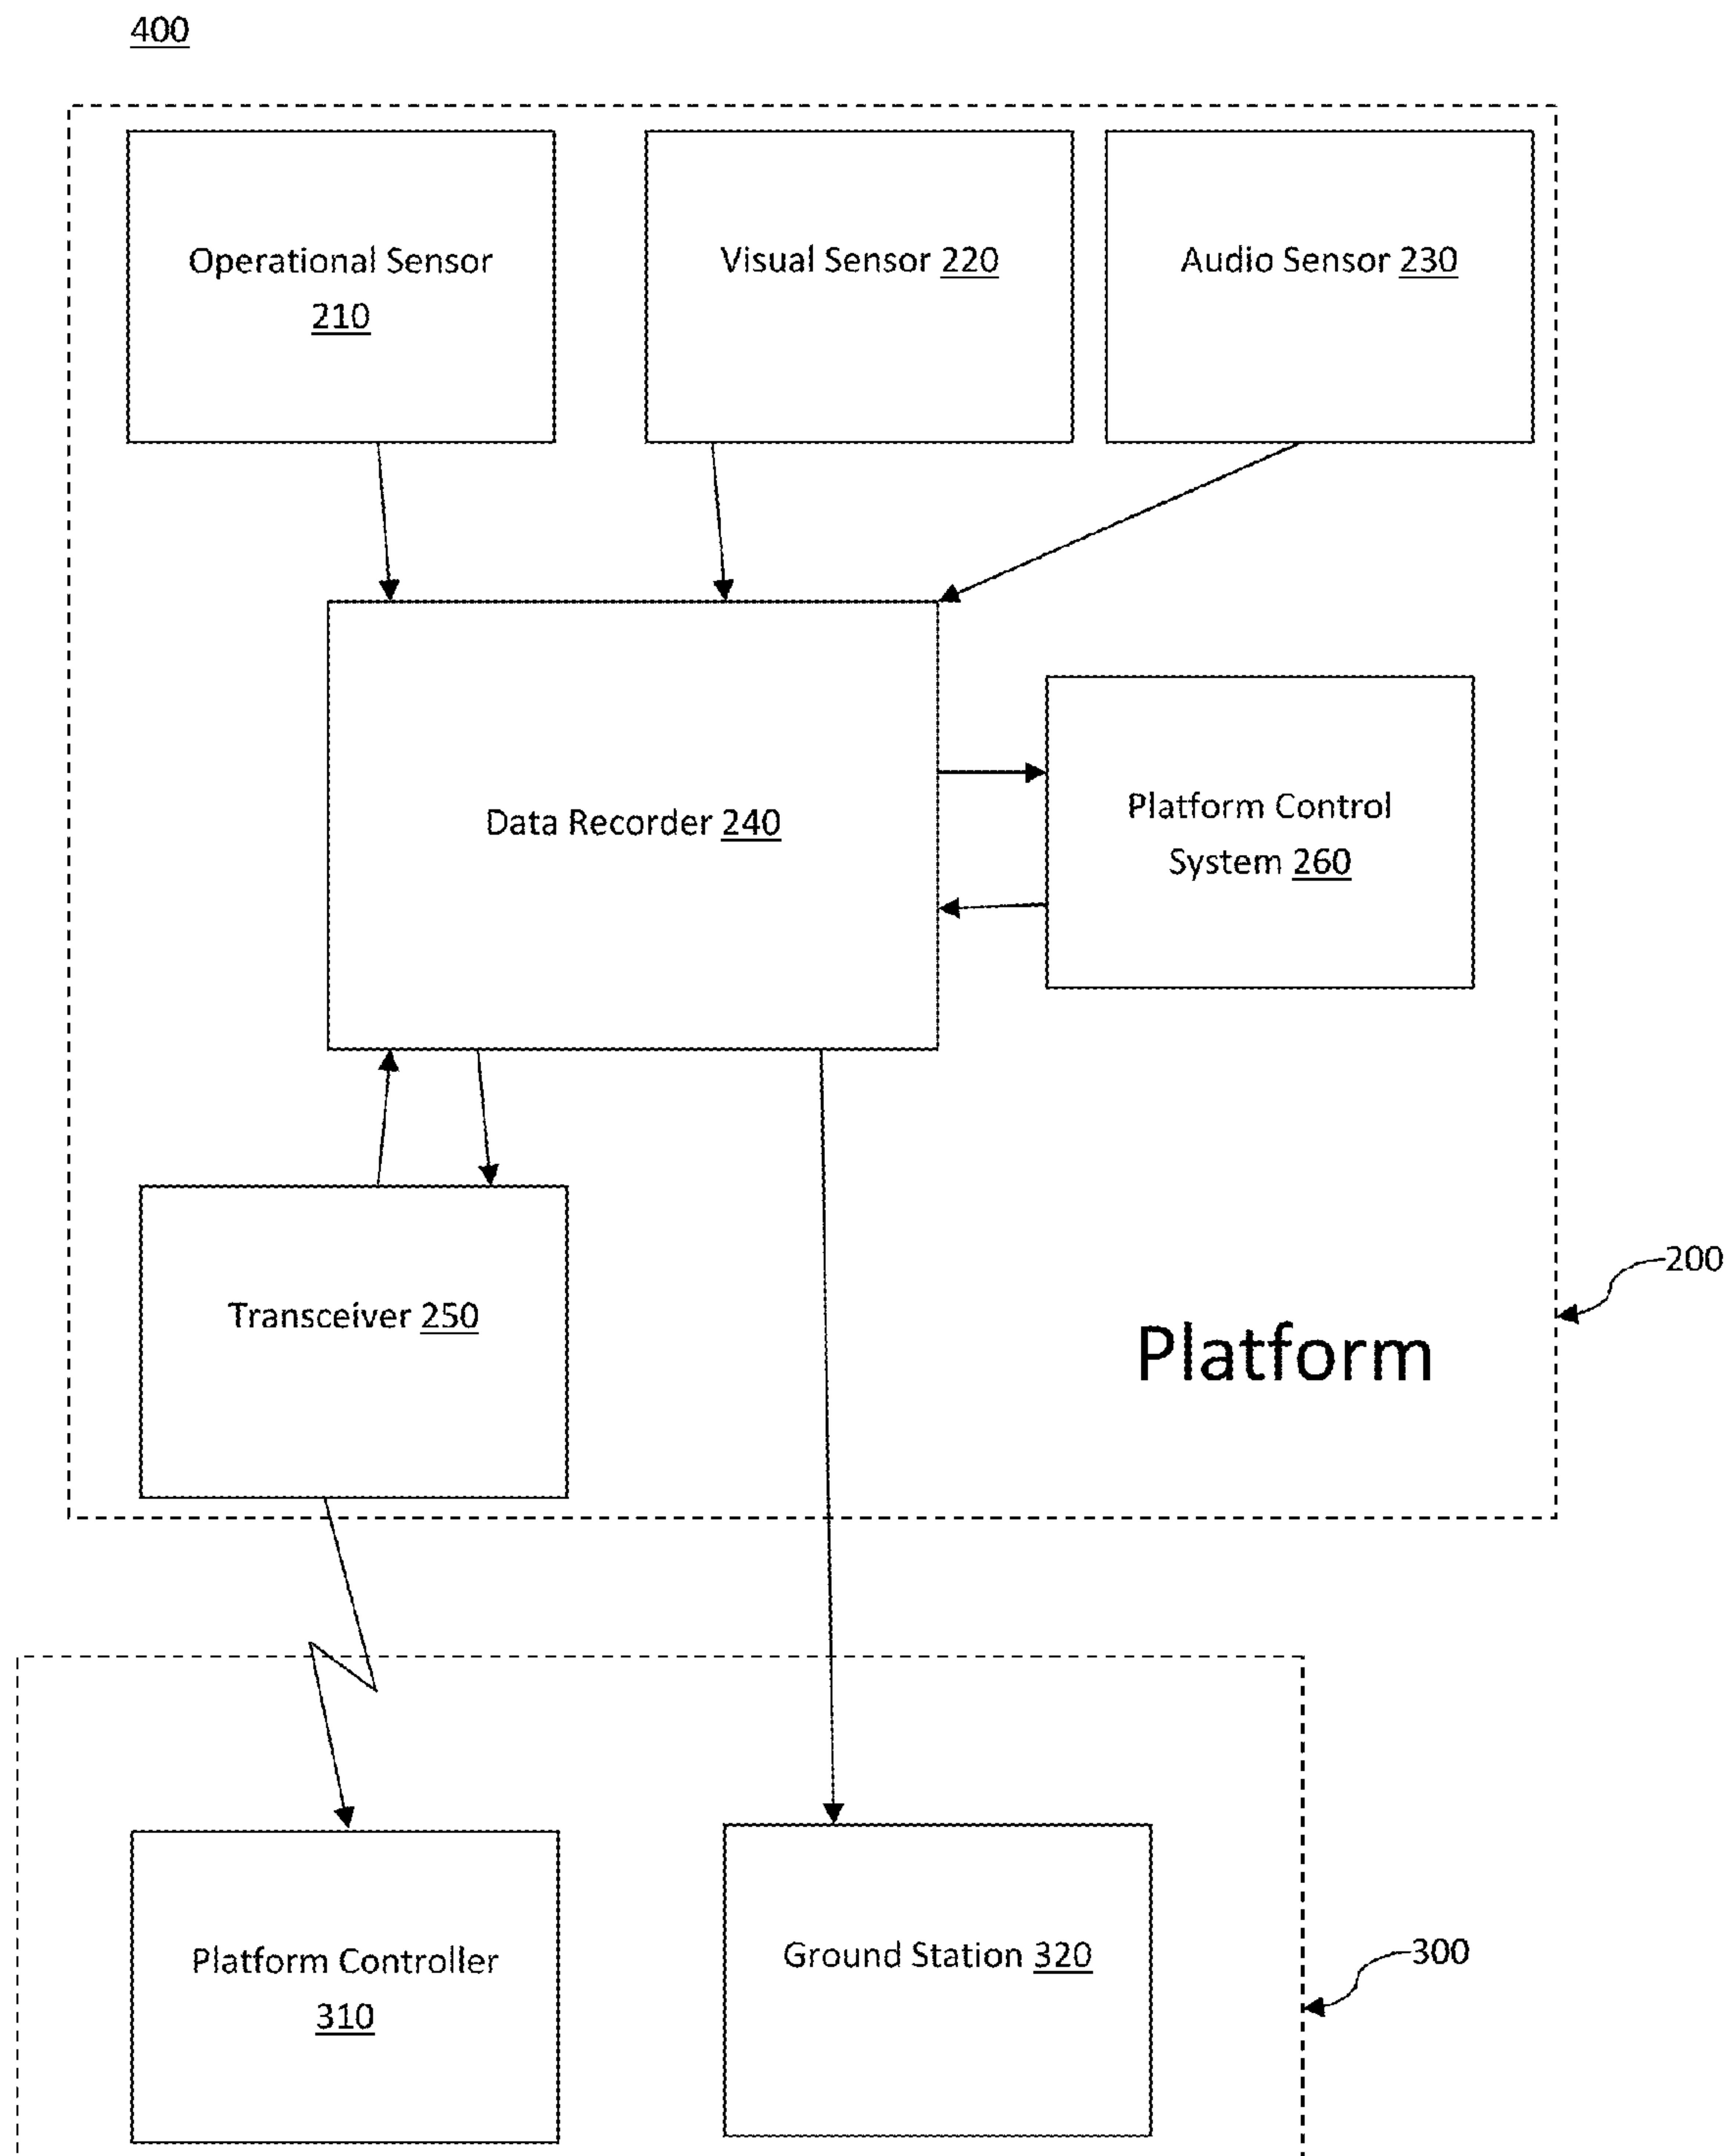 400
Operational Sensor
210
Visual Sensor 220
Audio Sensor 230
Data Recorder 240
Platform Control
System 260
Transceiver 250
200
Platform
Platform Controller
310
Ground Station 320
300